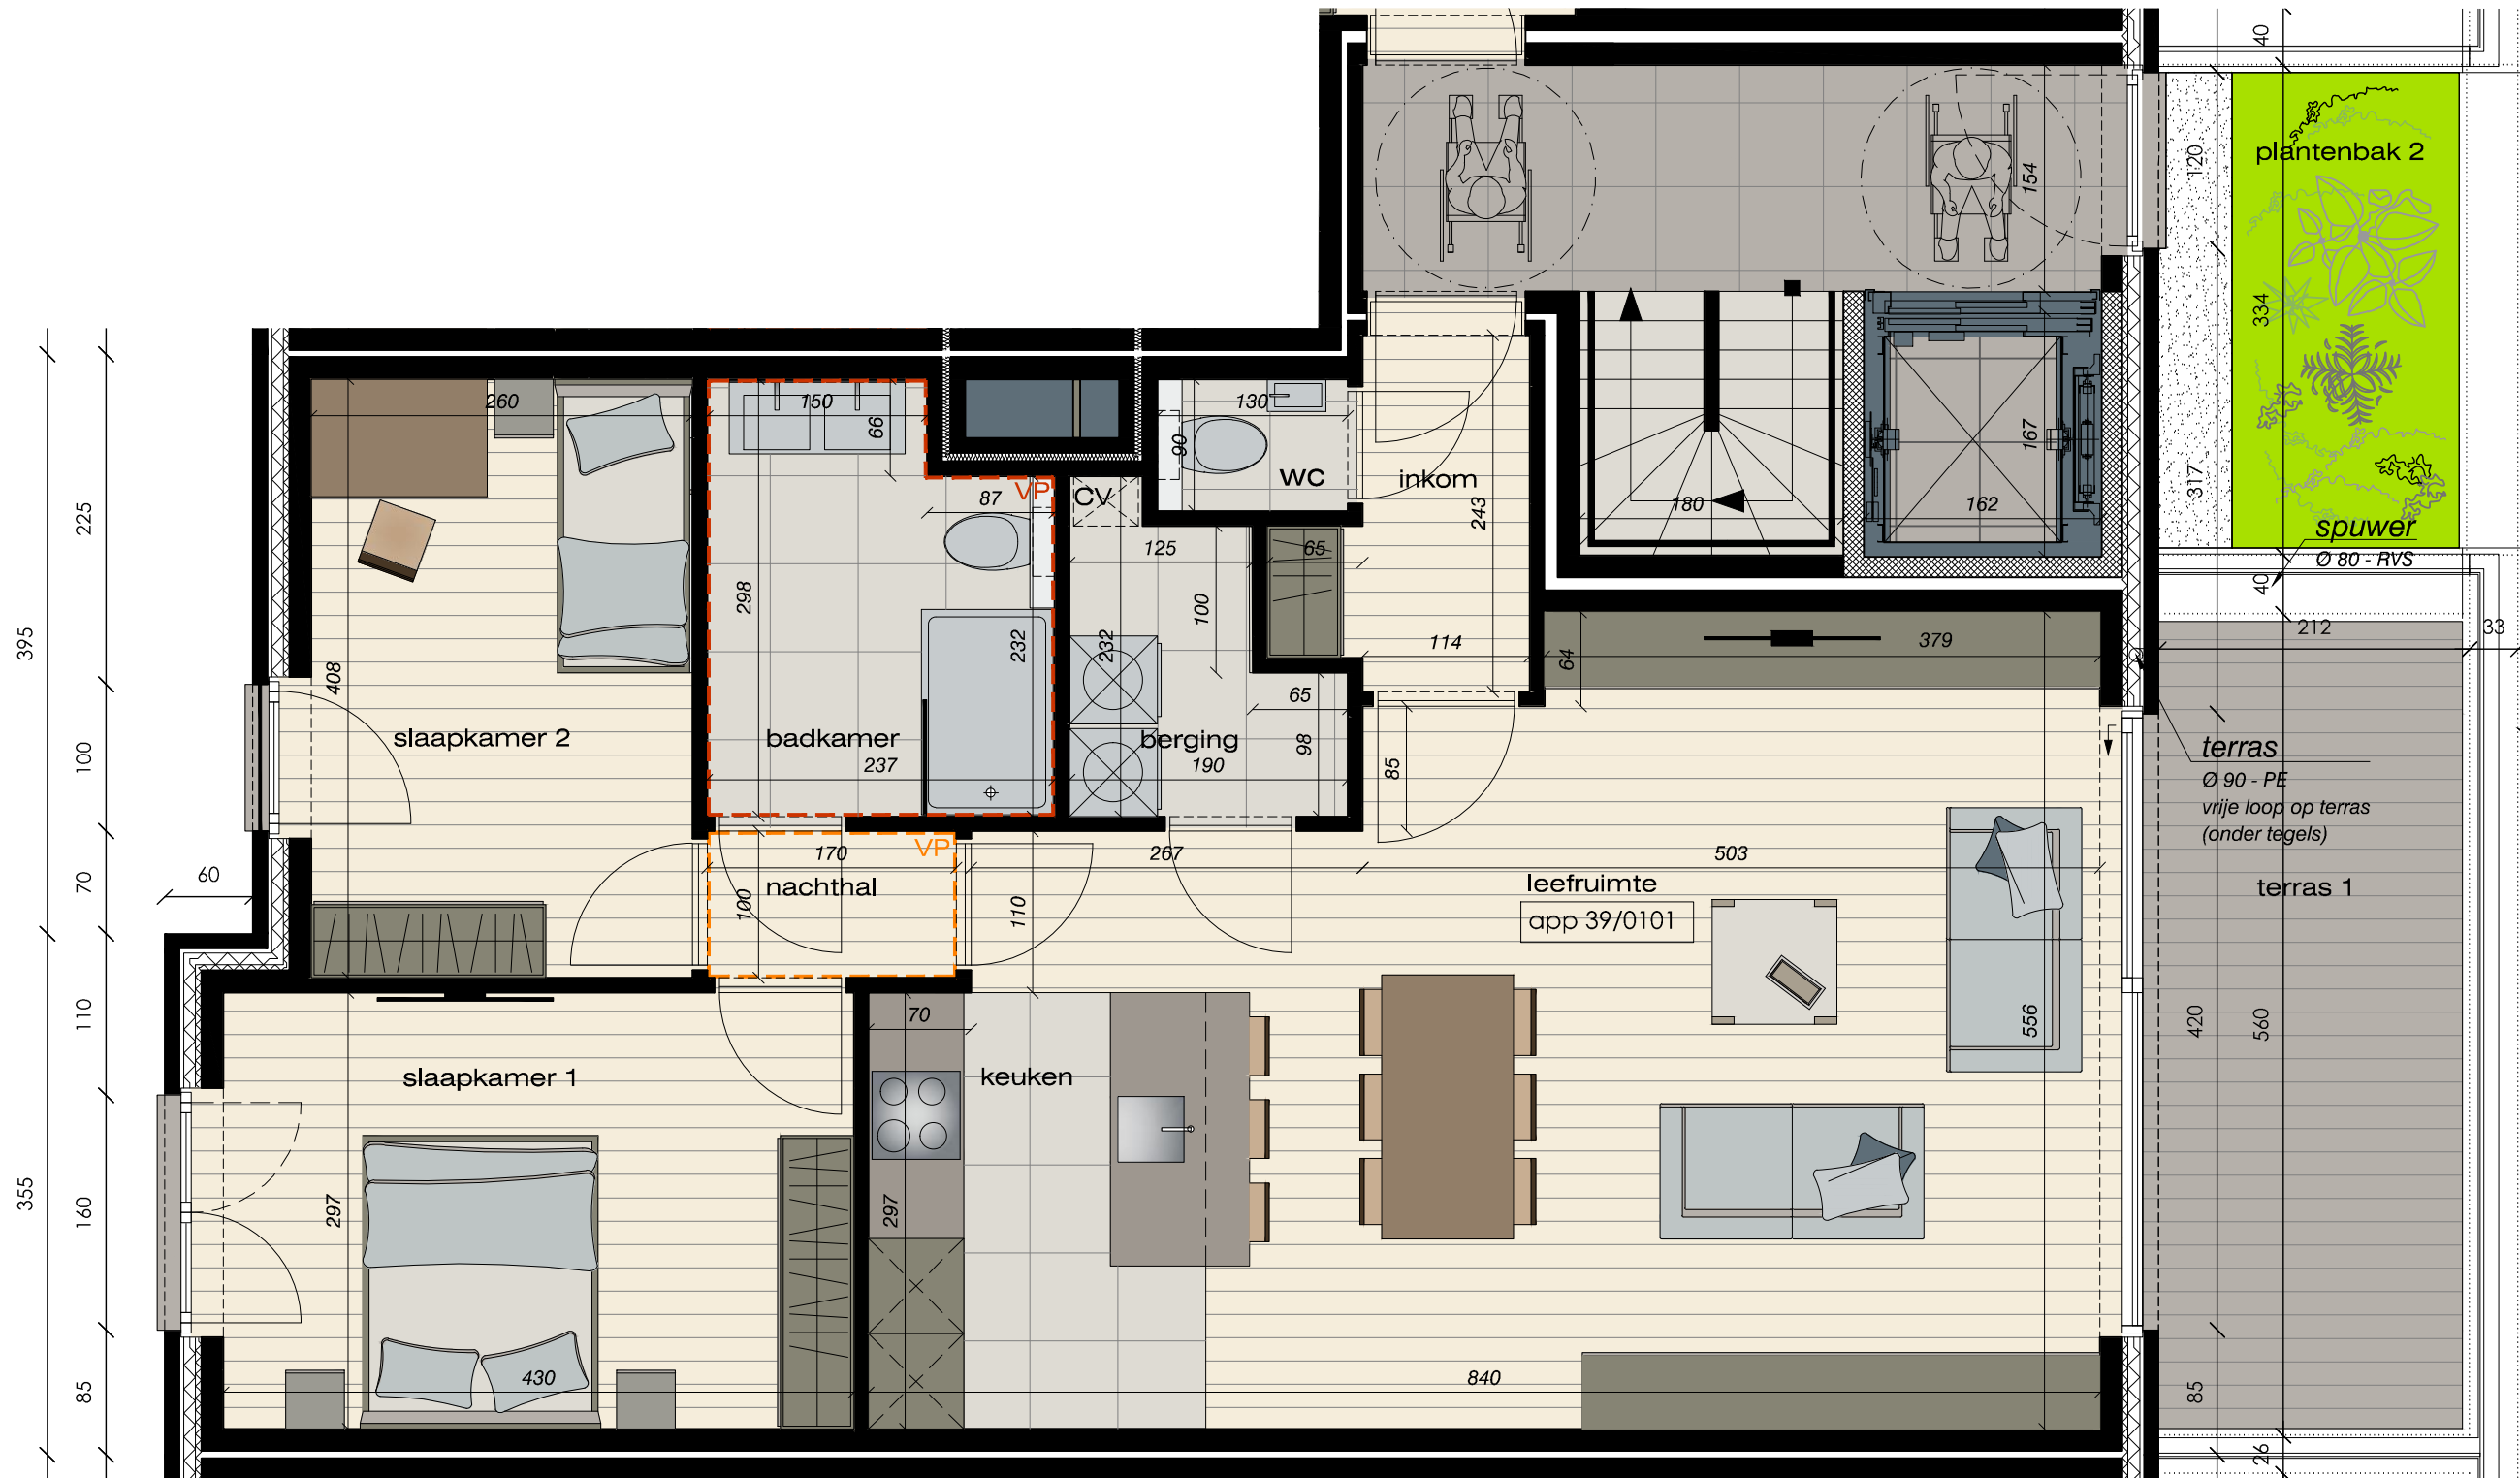 40
plantenbak 2
120
154
334
260
150
66
130
90
WC
inkom
243
180
167
162
317
225
87
VP
CV
125
65
100
spuwer
Ø 80 - RVS
40
298
232
232
395
408
114
64
379
212
33
65
98
slaapkamer 2
badkamer
berging
237
190
85
100
terras
Ø 90 - PE
vrije loop op terras
(onder tegels)
60
70
170
VP
267
503
nachthal
100
110
leefruimte
app 39/0101
terras 1
110
70
556
420
560
slaapkamer 1
keuken
355
160
297
297
430
840
85
85
26